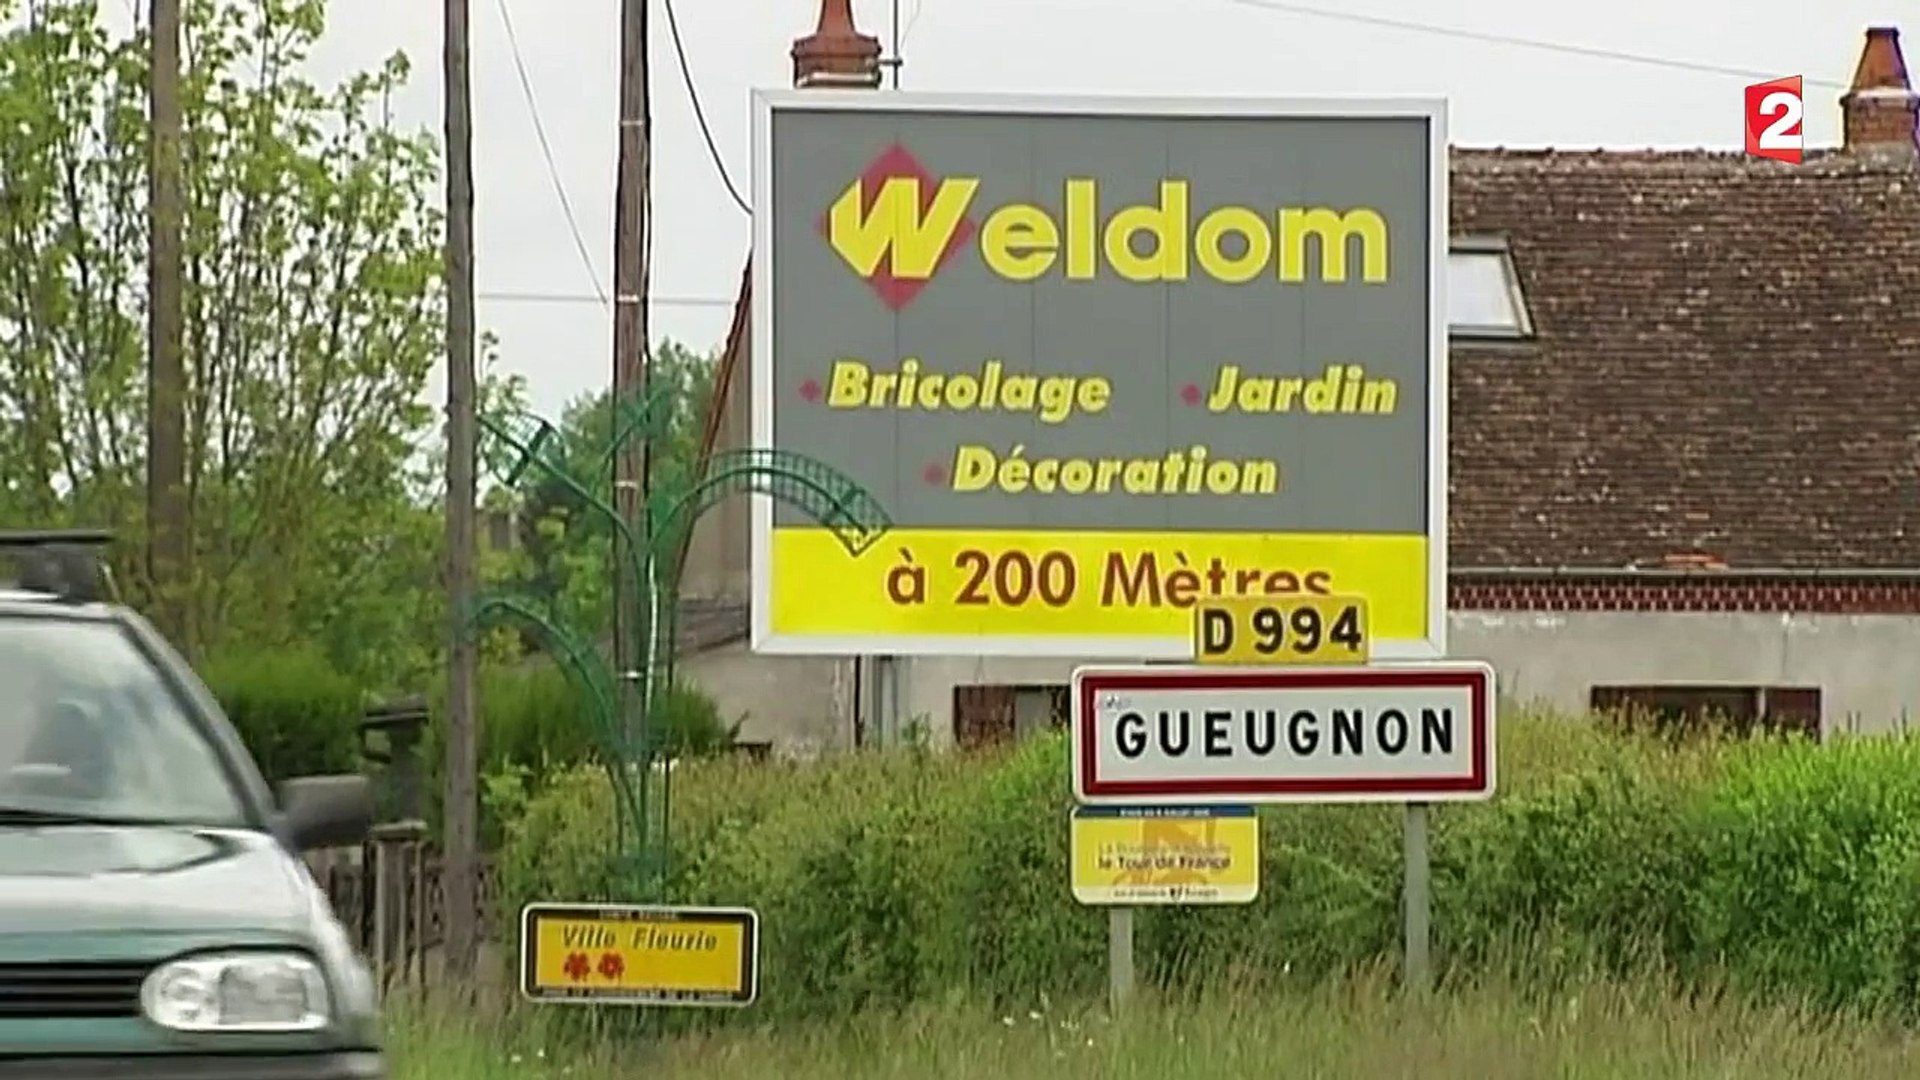 2
Weldom
Bricolage Jardin
Décoration
à 200 Mètres
D 994
GUEUGNON
le Tour de France
Ville Fleurie